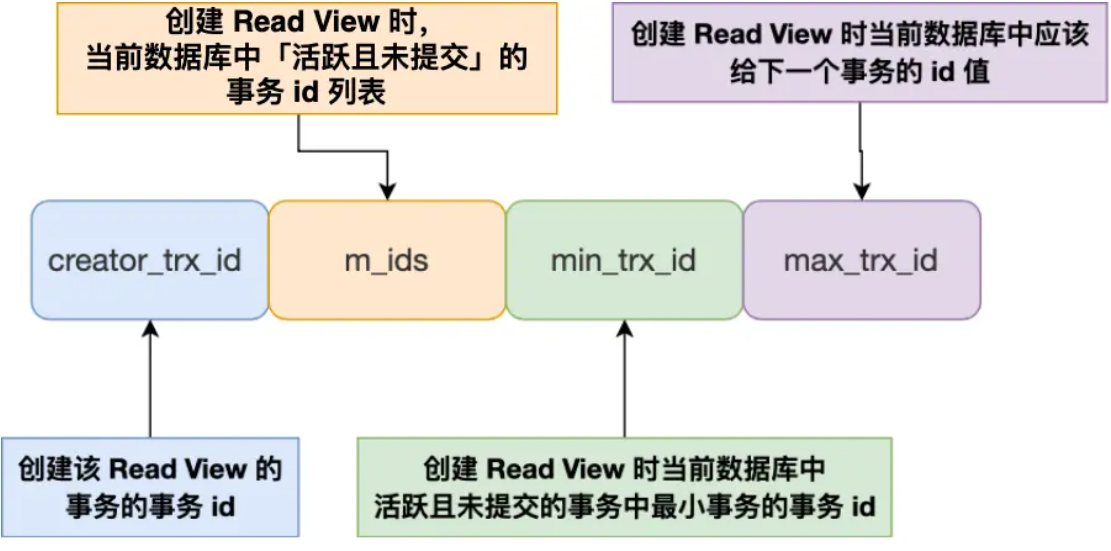 创建 Read View 时，
当前数据库中「活跃且未提交」的
事务 id 列表
创建 Read View 时当前数据库中应该
给下一个事务的 id 值
creator_trx_id
m_ids
min_trx_id
max_trx_id
创建该 Read View 的
事务的事务 id
创建 Read View 时当前数据库中
活跃且未提交的事务中最小事务的事务 id